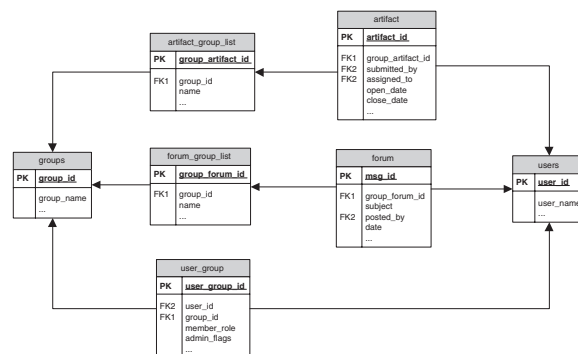 artifact
PK artifact_id
FK1 group_artifact_id
FK2 submitted_by
FK2 assigned_to
open_date
close_date
...
artifact_group_list
PK group_artifact_id
FK1 group_id
name
...
groups
PK group_id
group_name
...
forum_group_list
PK group_forum_id
FK1 group_id
name
...
forum
PK msg_id
FK1 group_forum_id
subject
FK2 posted_by
date
...
users
PK user_id
user_name
...
user_group
PK user_group_id
FK2 user_id
FK1 group_id
member_role
admin_flags
...